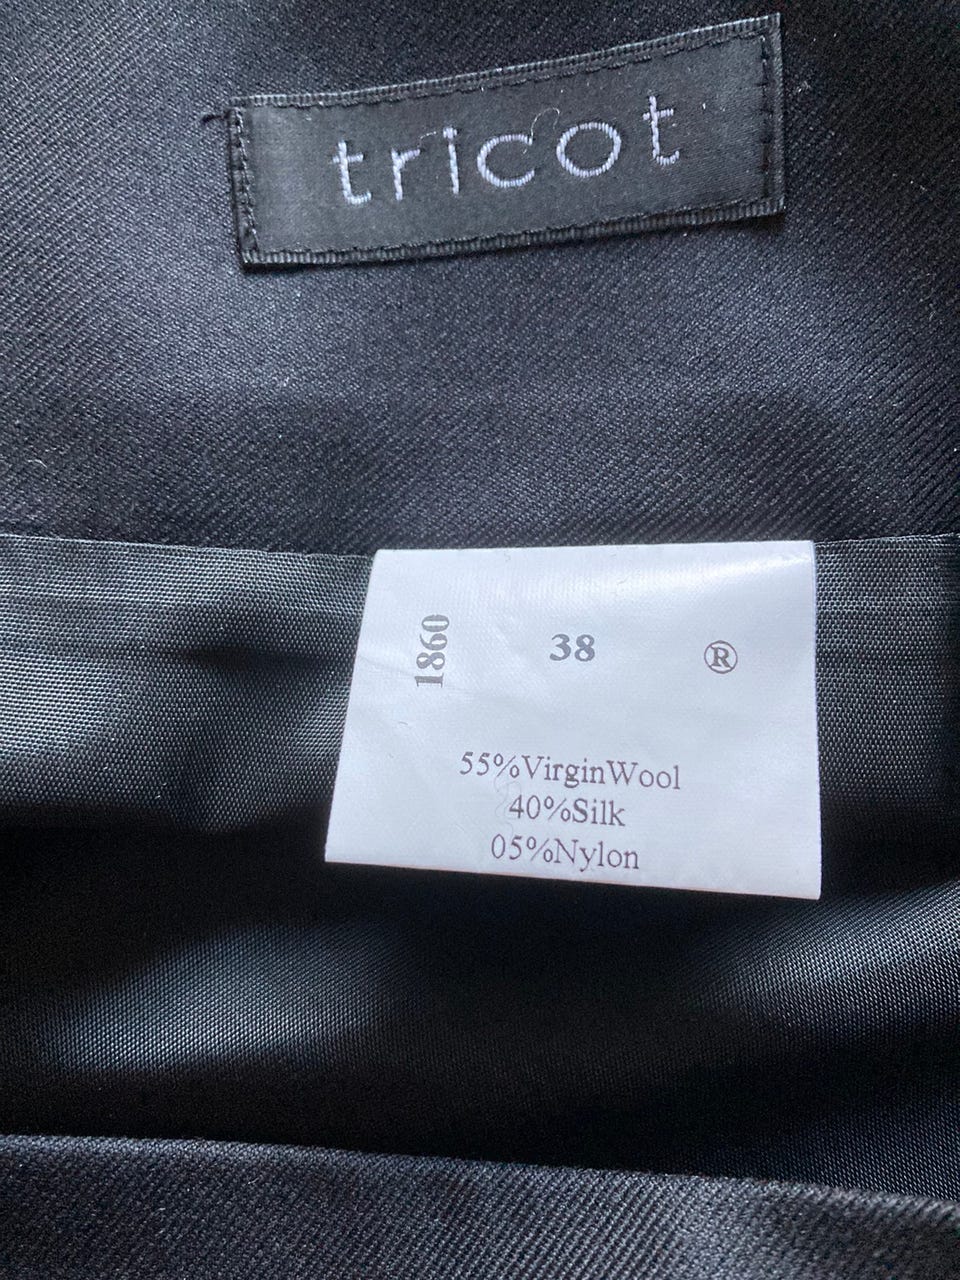 tricot
1860
38
®
55%VirginWool
40%Silk
05%Nylon